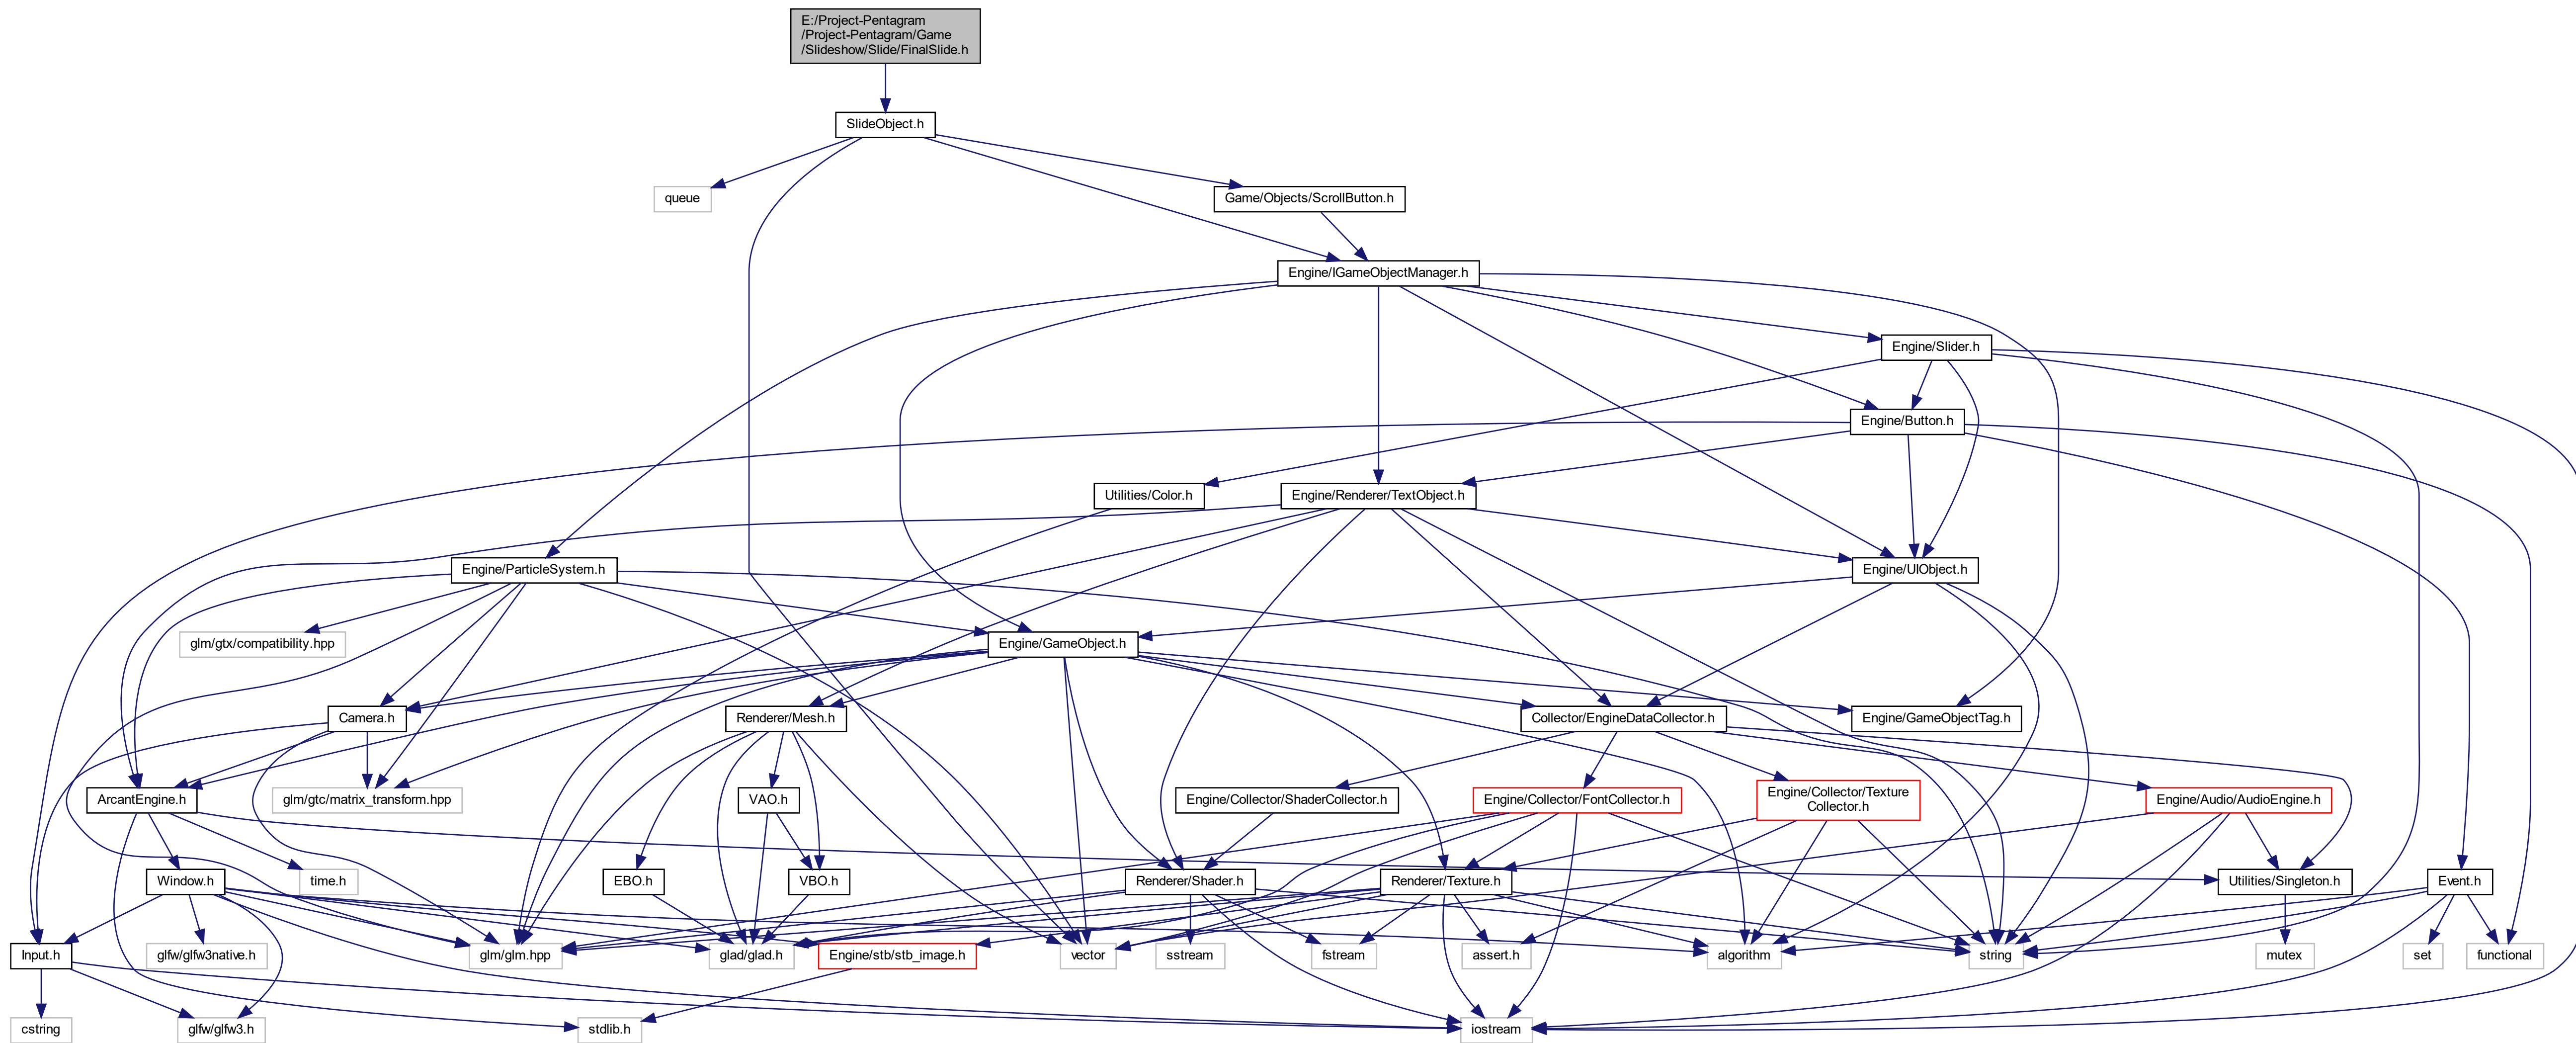 E:/Project-Pentagram
/Project-Pentagram/Game
/Slideshow/Slide/FinalSlide.h
SlideObject.h
queue
Game/Objects/ScrollButton.h
Engine/IGameObjectManager.h
Engine/Slider.h
Engine/Button.h
Utilities/Color.h
Engine/Renderer/TextObject.h
Engine/ParticleSystem.h
Engine/UIObject.h
glm/gtx/compatibility.hpp
Engine/GameObject.h
Camera.h
Renderer/Mesh.h
Collector/EngineDataCollector.h
Engine/GameObjectTag.h
ArcantEngine.h
glm/gtc/matrix_transform.hpp
VAO.h
Engine/Collector/ShaderCollector.h
Engine/Collector/FontCollector.h
Engine/Collector/Texture
Collector.h
Engine/Audio/AudioEngine.h
Window.h
time.h
EBO.h
VBO.h
Renderer/Shader.h
Renderer/Texture.h
Utilities/Singleton.h
Event.h
Input.h
glfw/glfw3native.h
glm/glm.hpp
glad/glad.h
Engine/stb/stb_image.h
vector
sstream
fstream
assert.h
algorithm
string
mutex
set
functional
cstring
glfw/glfw3.h
stdlib.h
iostream